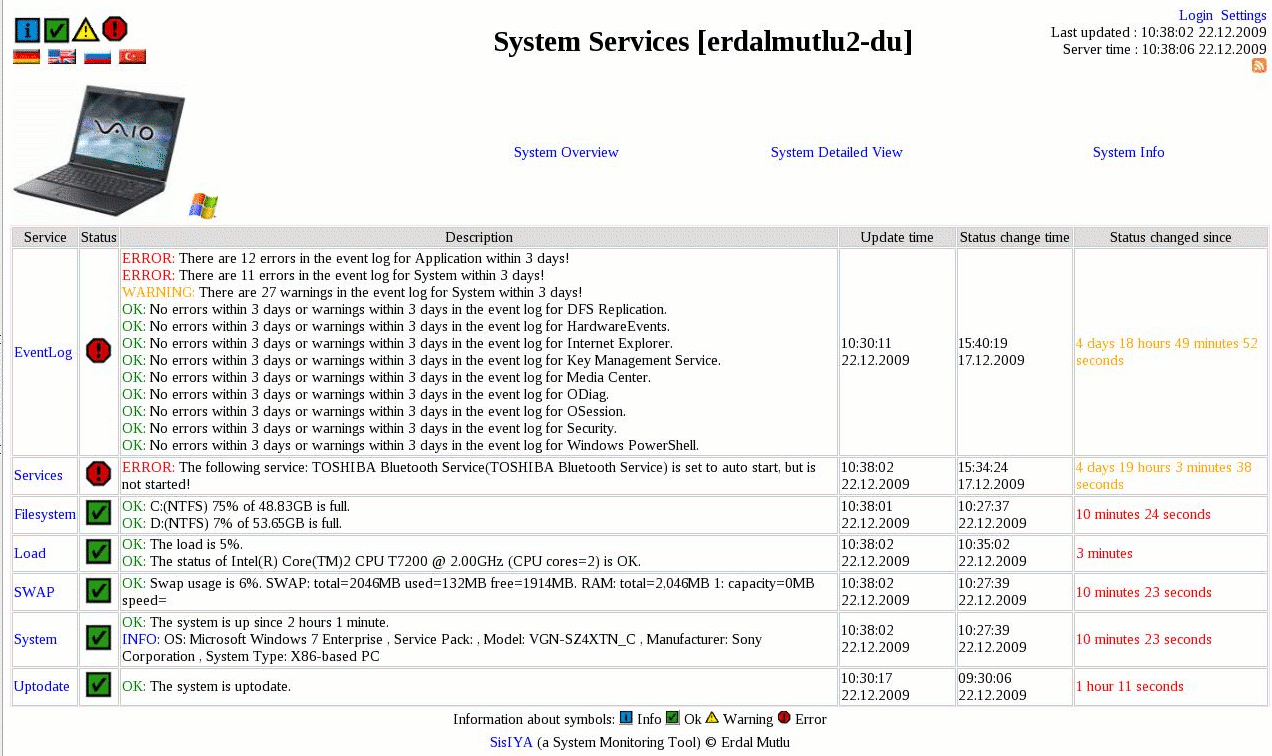 Login Settings
System Services [erdalmutlu2-du]
Last updated : 10:38:02 22.12.2009
Server time : 10:38:06 22.12.2009
VAIO
System Overview System Detailed View System Info
Service Status Description Update time Status change time Status changed since
EventLog
ERROR: There are 12 errors in the event log for Application within 3 days!
ERROR: There are 11 errors in the event log for System within 3 days!
WARNING: There are 27 warnings in the event log for System within 3 days!
OK: No errors within 3 days or warnings within 3 days in the event log for DFS Replication.
OK: No errors within 3 days or warnings within 3 days in the event log for HardwareEvents.
OK: No errors within 3 days or warnings within 3 days in the event log for Internet Explorer.
OK: No errors within 3 days or warnings within 3 days in the event log for Key Management Service.
OK: No errors within 3 days or warnings within 3 days in the event log for Media Center.
OK: No errors within 3 days or warnings within 3 days in the event log for ODiag.
OK: No errors within 3 days or warnings within 3 days in the event log for OSession.
OK: No errors within 3 days or warnings within 3 days in the event log for Security.
OK: No errors within 3 days or warnings within 3 days in the event log for Windows PowerShell.
10:30:11
22.12.2009
15:40:19
17.12.2009
4 days 18 hours 49 minutes 52
seconds
Services
ERROR: The following service: TOSHIBA Bluetooth Service(TOSHIBA Bluetooth Service) is set to auto start, but is
not started!
10:38:02
22.12.2009
15:34:24
17.12.2009
4 days 19 hours 3 minutes 38
seconds
Filesystem
OK: C:(NTFS) 75% of 48.83GB is full.
OK: D:(NTFS) 7% of 53.65GB is full.
10:38:01
22.12.2009
10:27:37
22.12.2009
10 minutes 24 seconds
Load
OK: The load is 5%.
OK: The status of Intel(R) Core(TM)2 CPU T7200 @ 2.00GHz (CPU cores=2) is OK.
10:38:02
22.12.2009
10:35:02
22.12.2009
3 minutes
SWAP
OK: Swap usage is 6%. SWAP: total=2046MB used=132MB free=1914MB. RAM: total=2,046MB 1: capacity=0MB
speed=
10:38:02
22.12.2009
10:27:39
22.12.2009
10 minutes 23 seconds
System
OK: The system is up since 2 hours 1 minute.
INFO: OS: Microsoft Windows 7 Enterprise , Service Pack: , Model: VGN-SZ4XTN_C , Manufacturer: Sony
Corporation , System Type: X86-based PC
10:38:02
22.12.2009
10:27:39
22.12.2009
10 minutes 23 seconds
Uptodate
OK: The system is uptodate.
10:30:17
22.12.2009
09:30:06
22.12.2009
1 hour 11 seconds
Information about symbols: Info Ok Warning Error
SisIYA (a System Monitoring Tool) © Erdal Mutlu